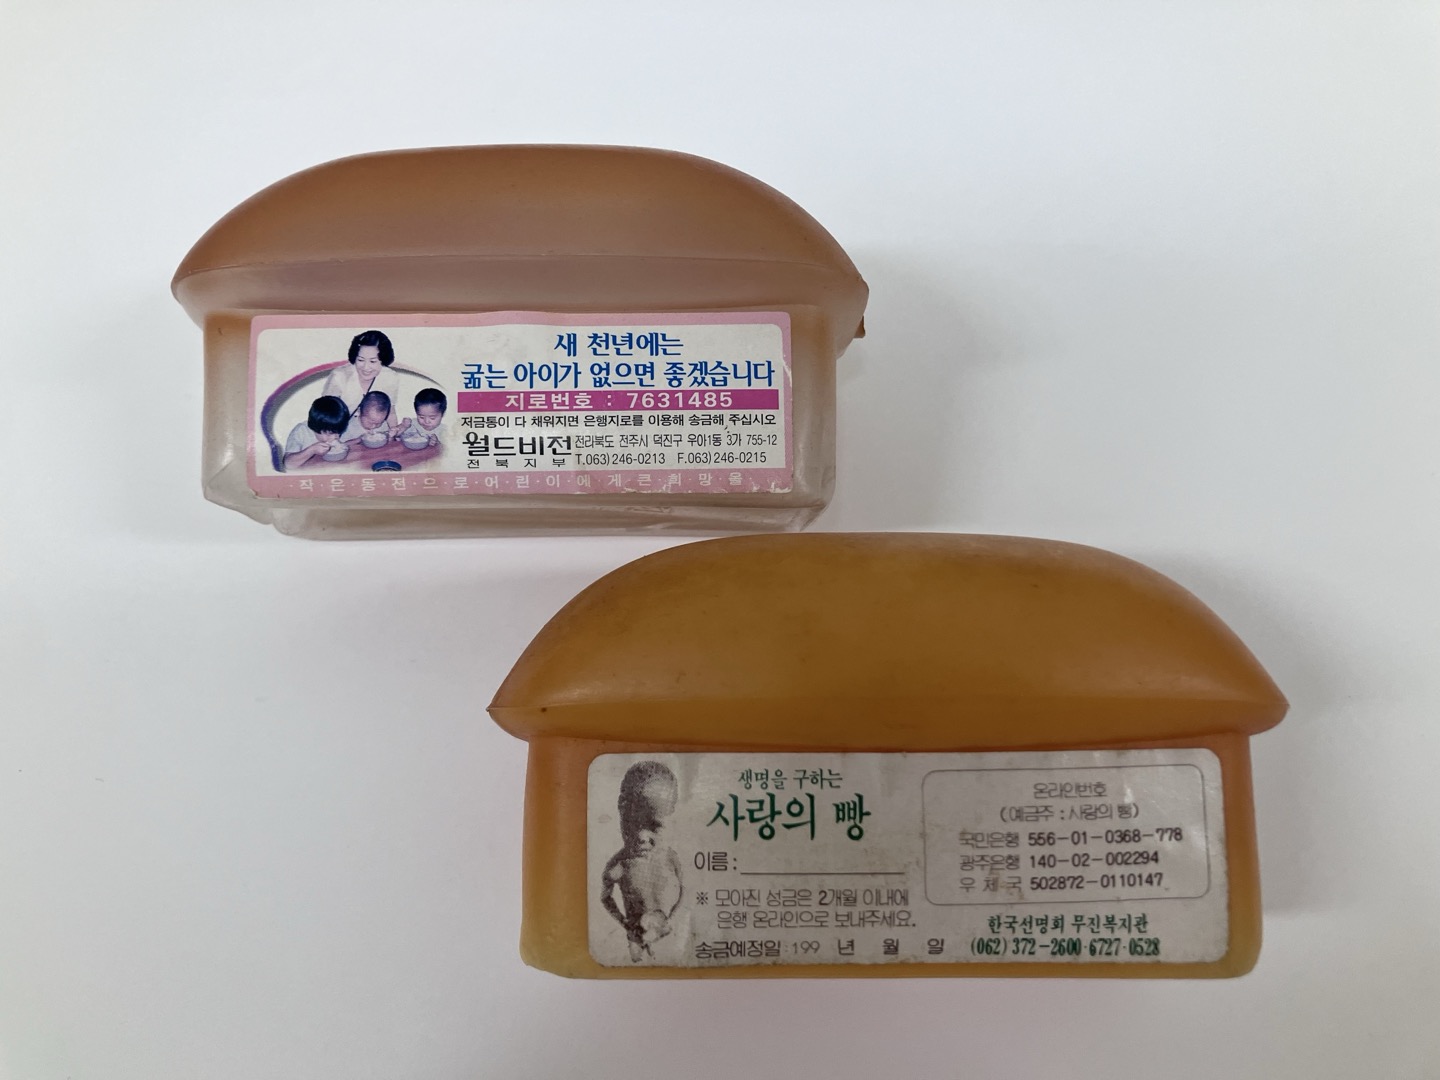 새 천년에는
굶는 아이가 없으면 좋겠습니다
지로번호 : 7631485
저금통이 다 채워지면 은행지로를 이용해 송금해 주십시오
월드비전 전라북도 전주시 덕진구 우아1동 3가 755-12
전북지부 T.063)246-0213 F.063)246-0215
작·은·동·전·으·로·어·린·이·에·게·큰·희·망·을
생명을 구하는
사랑의 빵
이름 :
※ 모아진 성금은 2개월 이내에
은행 온라인으로 보내주세요.
송금예정일 : 199 년 월 일
온라인번호
(예금주 : 사랑의 빵)
국민은행 556-01-0368-778
광주은행 140-02-002294
우체국 502872-0110147
한국선명회 무진복지관
(062) 372-2600·6727·0528